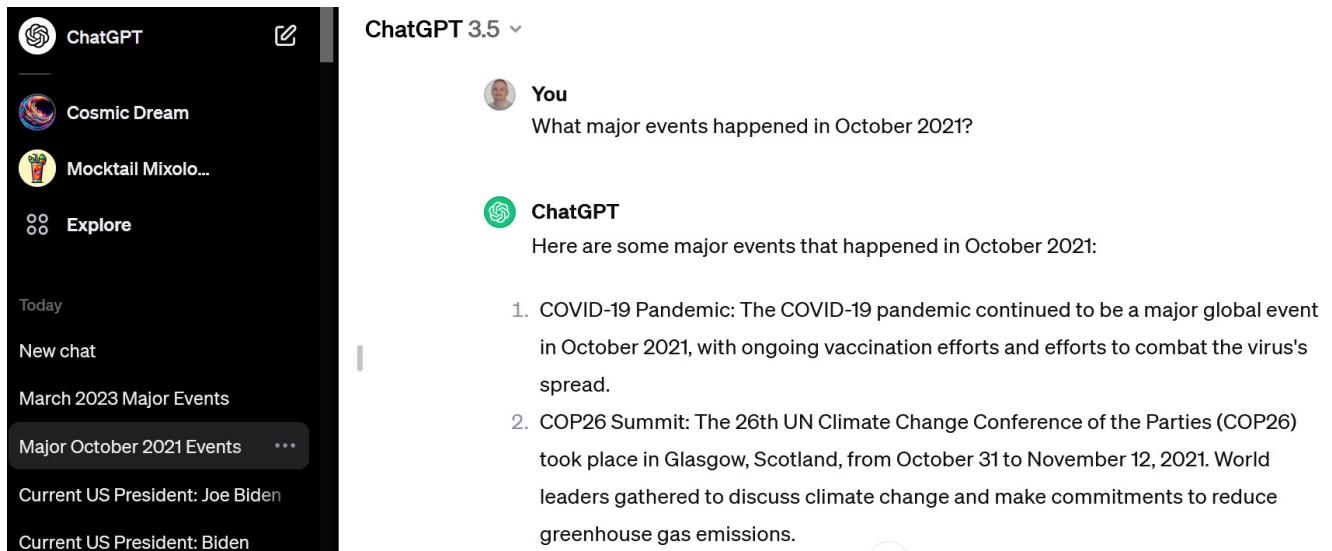 ChatGPT
Cosmic Dream
Mocktail Mixolo...
Explore
Today
New chat
March 2023 Major Events
Major October 2021 Events
Current US President: Joe Biden
Current US President: Biden
ChatGPT 3.5
You
What major events happened in October 2021?
ChatGPT
Here are some major events that happened in October 2021:
1. COVID-19 Pandemic: The COVID-19 pandemic continued to be a major global event
in October 2021, with ongoing vaccination efforts and efforts to combat the virus's
spread.
2. COP26 Summit: The 26th UN Climate Change Conference of the Parties (COP26)
took place in Glasgow, Scotland, from October 31 to November 12, 2021. World
leaders gathered to discuss climate change and make commitments to reduce
greenhouse gas emissions.